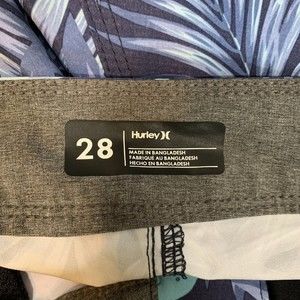 28
Hurley
MADE IN BANGLADESH
FABRIQUE AU BANGLADESH
HECHO EN BANGLADESH